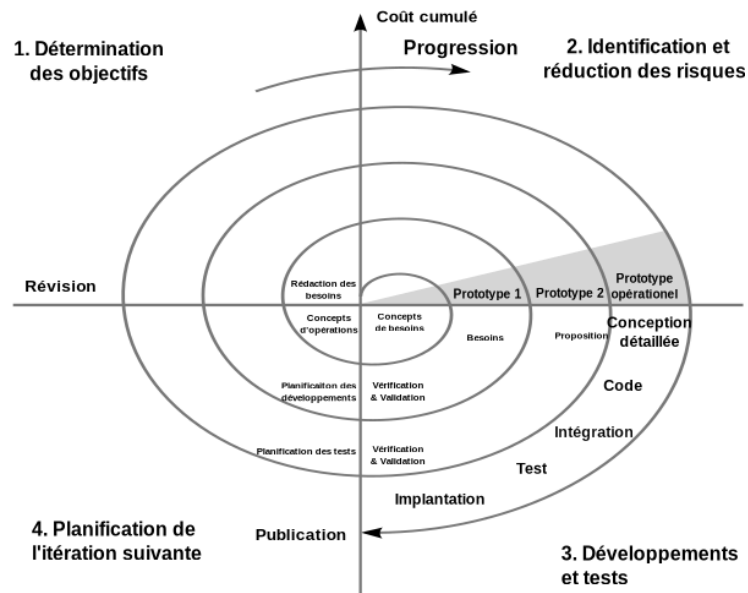 Coût cumulé
Progression
1. Détermination
des objectifs
2. Identification et
réduction des risques
Révision
Rédaction des
besoins
Prototype 1
Prototype 2
Prototype
opérationel
Concepts
d'opérations
Concepts
de besoins
Besoins
Proposition
Conception
détaillée
Planificaiton des
développements
Vérification
& Validation
Code
Intégration
Planification des tests
Vérification
& Validation
Test
Implantation
Publication
4. Planification de
l'itération suivante
3. Développements
et tests